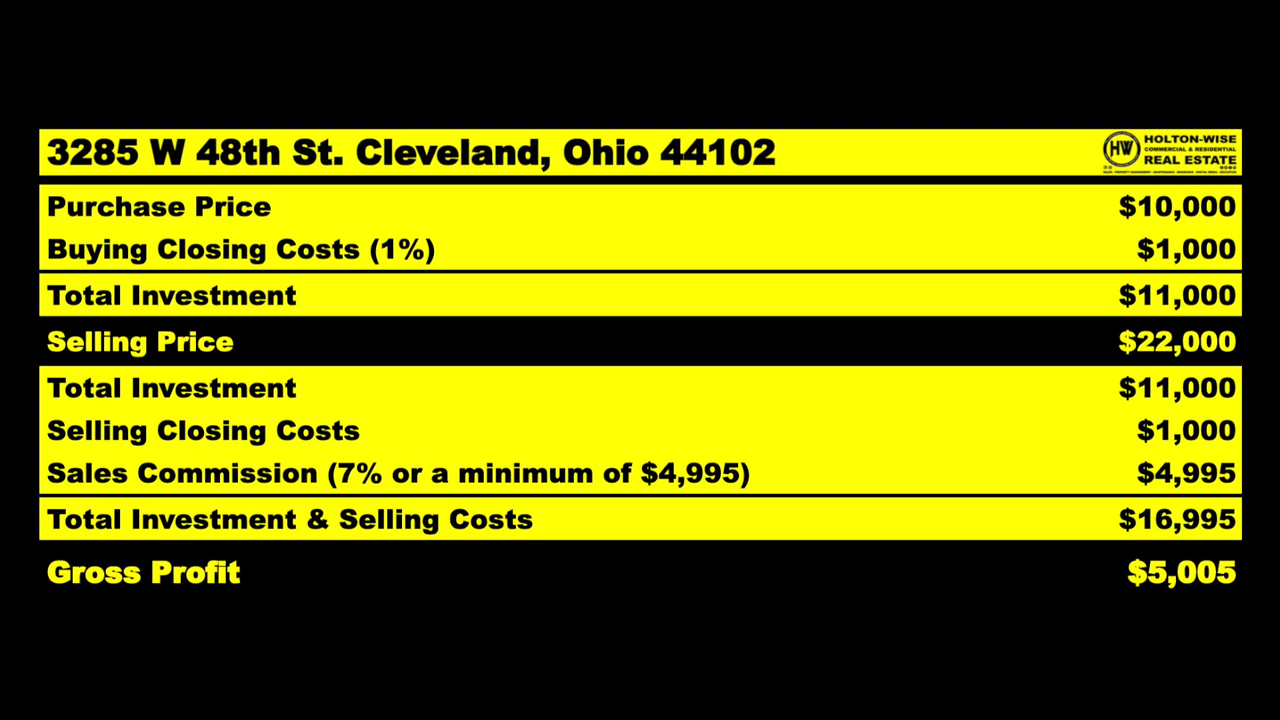 3285 W 48th St. Cleveland, Ohio 44102
HW
HOLTON-WISE
COMMERCIAL & RESIDENTIAL
REAL ESTATE
Purchase Price $10,000
Buying Closing Costs (1%) $1,000
Total Investment $11,000
Selling Price $22,000
Total Investment $11,000
Selling Closing Costs $1,000
Sales Commission (7% or a minimum of $4,995) $4,995
Total Investment & Selling Costs $16,995
Gross Profit $5,005